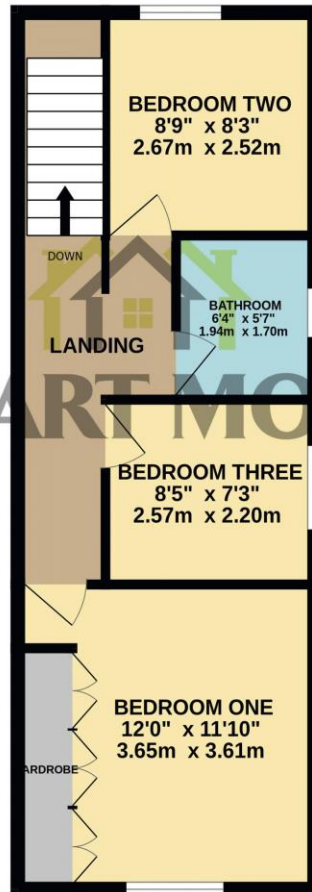 BEDROOM TWO
8'9" x 8'3"
2.67m x 2.52m
DOWN
BATHROOM
6'4" x 5'7"
1.94m x 1.70m
LANDING
ART MO
BEDROOM THREE
8'5" x 7'3"
2.57m x 2.20m
BEDROOM ONE
12'0" x 11'10"
3.65m x 3.61m
ARDROBE